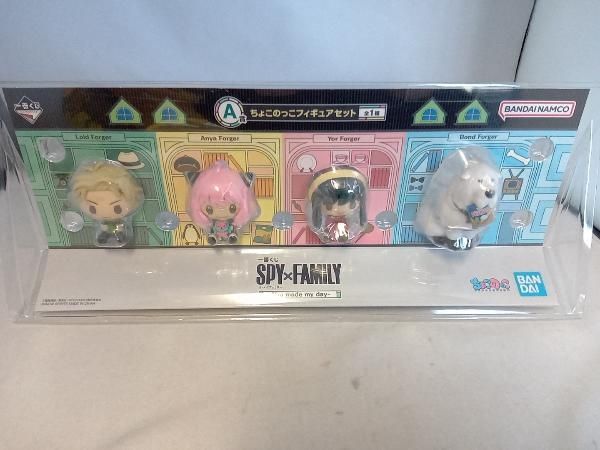 一番くじ
A賞 ちょこのっこフィギュアセット 全1種
BANDAI NAMCO
Loid Forger
Anya Forger
Yor Forger
Bond Forger
一番くじ
SPY×FAMILY
You made my day-
ちょこのっこ
BANDAI